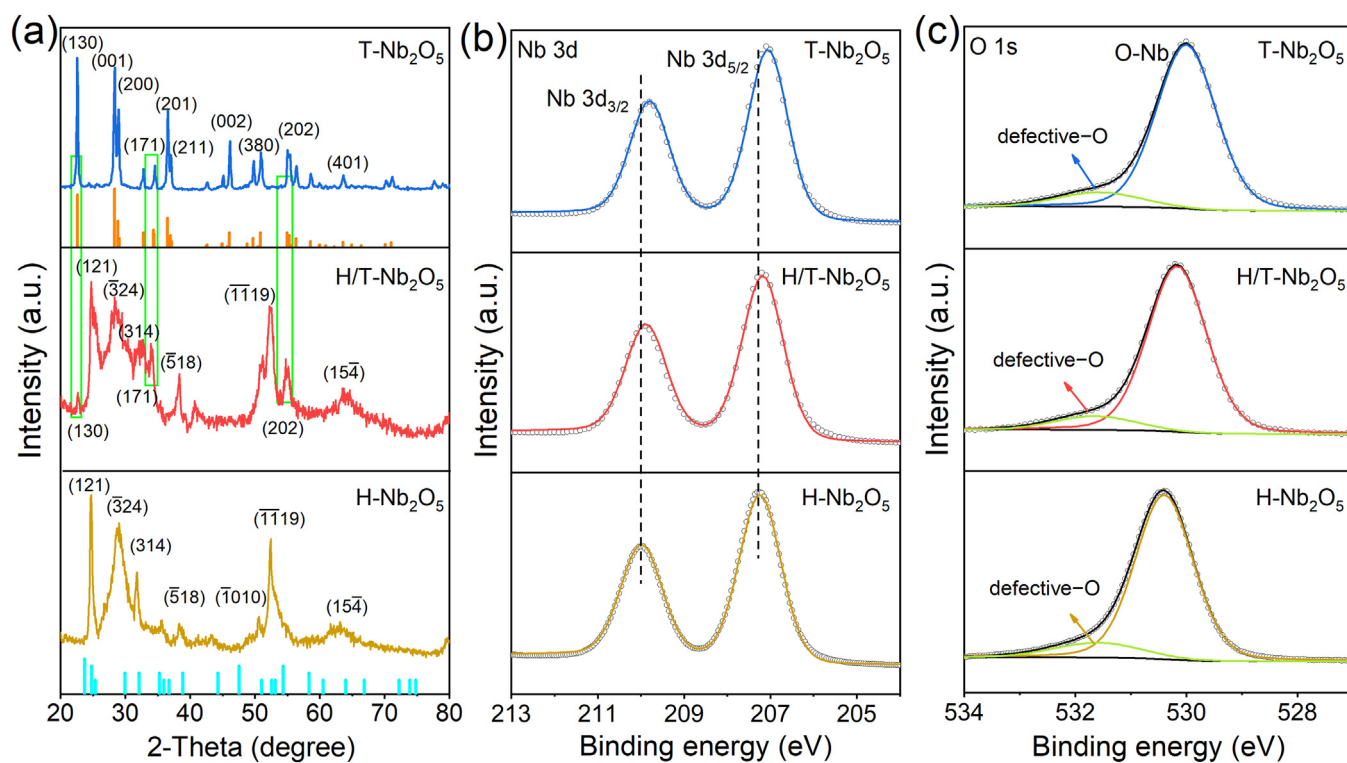 (a)
(130)
T-Nb₂O₅
(001)
(200)
(201)
(002)
(202)
(171)
(211)
(380)
(401)
(121)
H/T-Nb₂O₅
(3̅24)
(1̅1̅19)
(314)
(5̅18)
(154̅)
(171)
(130)
(202)
(121)
H-Nb₂O₅
(3̅24)
(1̅1̅19)
(314)
(5̅18)
(1̅010)
(154̅)
Intensity (a.u.)
20 30 40 50 60 70 80
2-Theta (degree)
(b)
Nb 3d
Nb 3d₅/₂
T-Nb₂O₅
Nb 3d₃/₂
H/T-Nb₂O₅
H-Nb₂O₅
Intensity (a.u.)
213 211 209 207 205
Binding energy (eV)
(c)
O 1s
O-Nb
T-Nb₂O₅
defective−O
H/T-Nb₂O₅
defective−O
H-Nb₂O₅
defective−O
Intensity (a.u.)
534 532 530 528
Binding energy (eV)